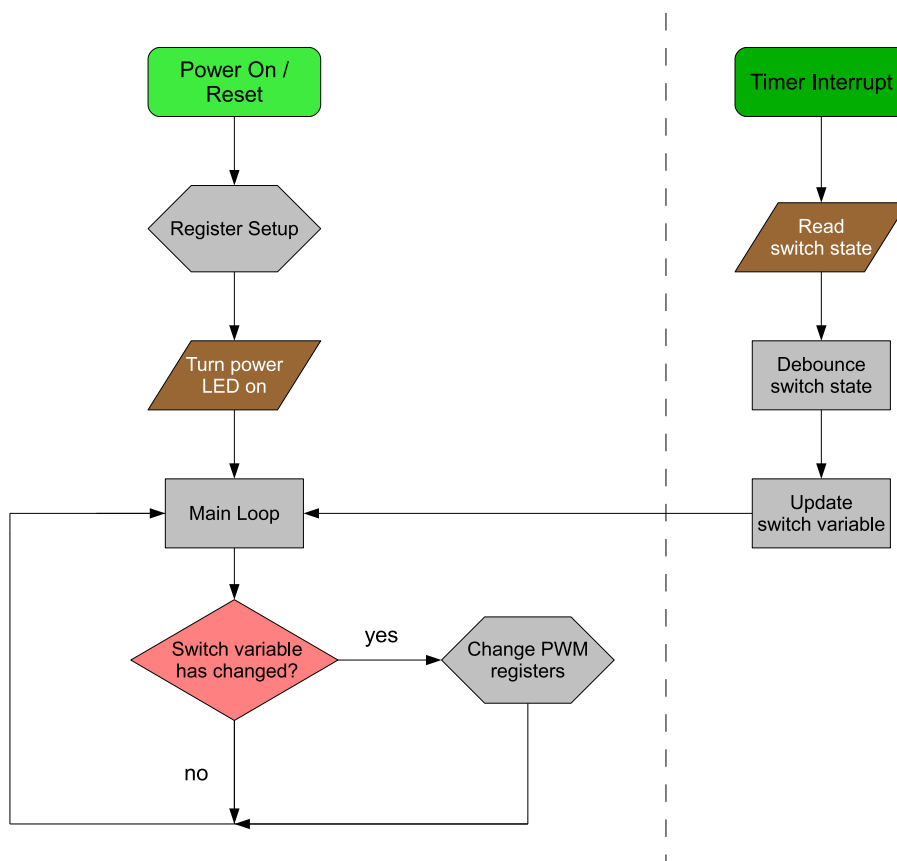 Power On /
Reset
Register Setup
Turn power
LED on
Main Loop
Switch variable
has changed?
yes
Change PWM
registers
no
Timer Interrupt
Read
switch state
Debounce
switch state
Update
switch variable